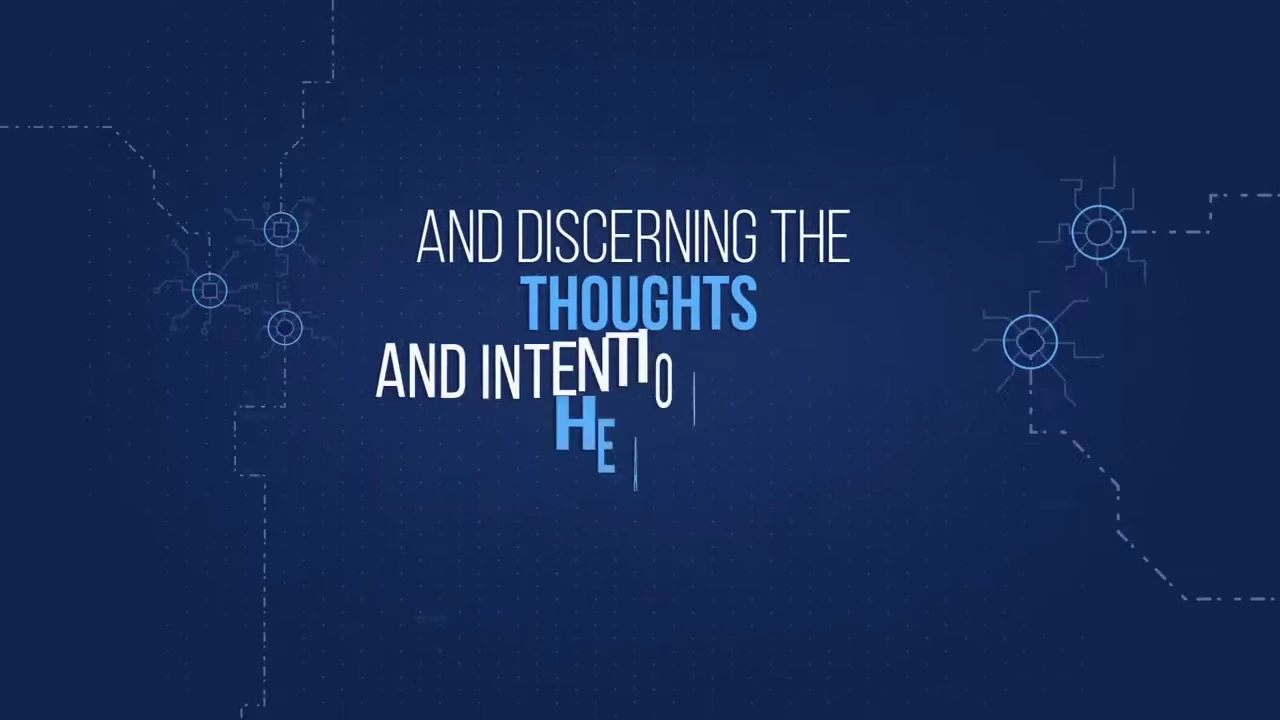 AND DISCERNING THE
THOUGHTS
AND INTENTIO
HE